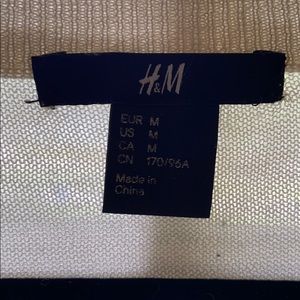 H&M
EUR M
US M
CA M
CN 170/96A
Made in
China